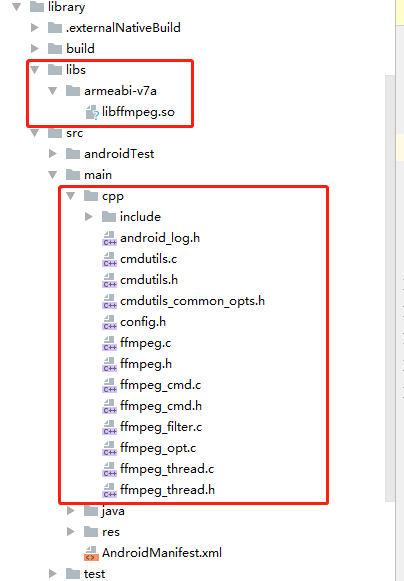 library
.externalNativeBuild
build
libs
armeabi-v7a
libffmpeg.so
src
androidTest
main
cpp
include
android_log.h
cmdutils.c
cmdutils.h
cmdutils_common_opts.h
config.h
ffmpeg.c
ffmpeg.h
ffmpeg_cmd.c
ffmpeg_cmd.h
ffmpeg_filter.c
ffmpeg_opt.c
ffmpeg_thread.c
ffmpeg_thread.h
java
res
AndroidManifest.xml
test